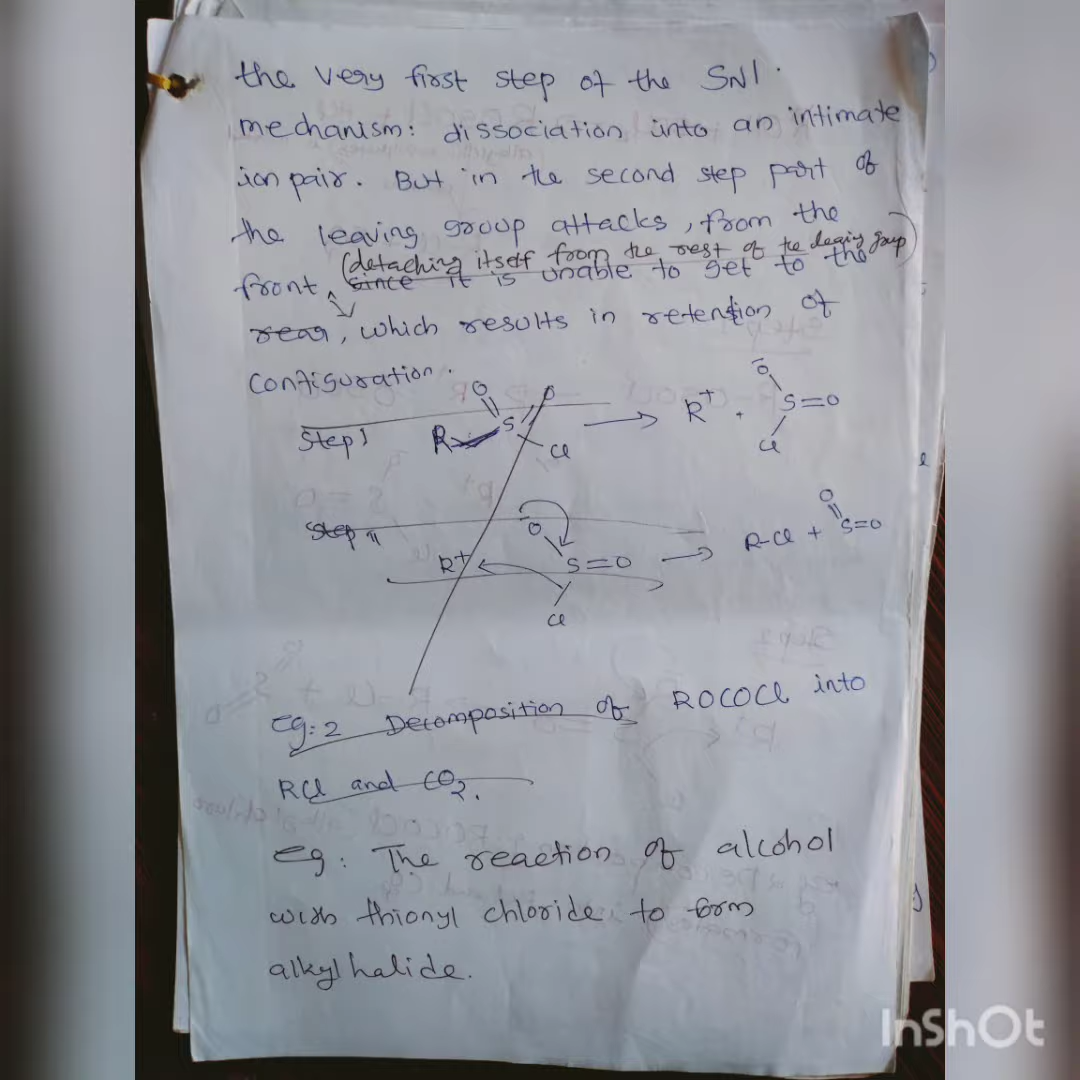 the very first step of the SN1.
mechanism: dissociation into an intimate
ion pair. But in the second step part of
the leaving group attacks, from the
(detaching itself from the rest of the leaving group)
front, since it is unable to get to the
rear, which results in retention of
configuration.
Step I R S O O Cl → R+ . O- S=O Cl
Step II R+ O- S=O Cl → R-Cl + O S=O
eg:2 Decomposition of ROCOCl into
RCl and CO2.
eg: The reaction of alcohol
with thionyl chloride to form
alkyl halide.
InShOt